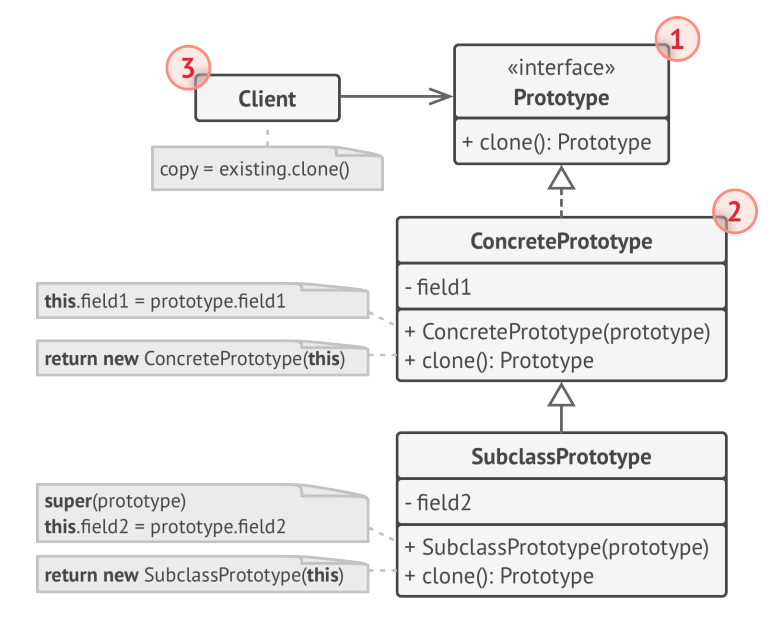 1
«interface»
Prototype
+ clone(): Prototype
3
Client
copy = existing.clone()
2
ConcretePrototype
- field1
+ ConcretePrototype(prototype)
+ clone(): Prototype
this.field1 = prototype.field1
return new ConcretePrototype(this)
SubclassPrototype
- field2
+ SubclassPrototype(prototype)
+ clone(): Prototype
super(prototype)
this.field2 = prototype.field2
return new SubclassPrototype(this)